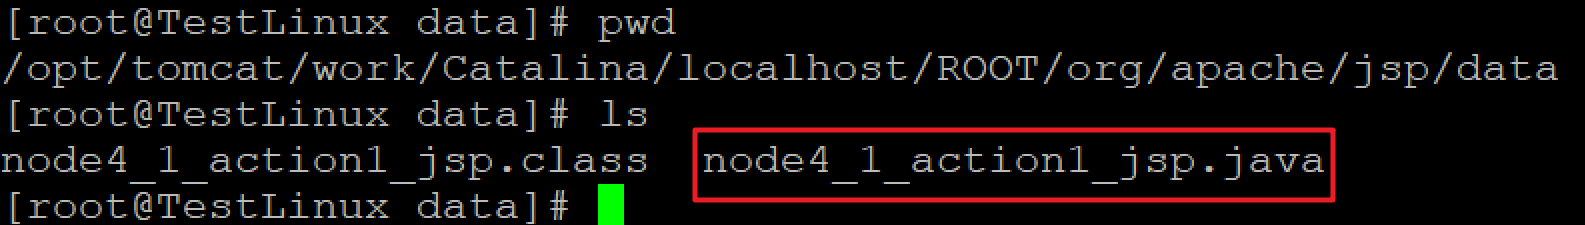 [root@TestLinux data]# pwd
/opt/tomcat/work/Catalina/localhost/ROOT/org/apache/jsp/data
[root@TestLinux data]# ls
node4_1_action1_jsp.class  node4_1_action1_jsp.java
[root@TestLinux data]#